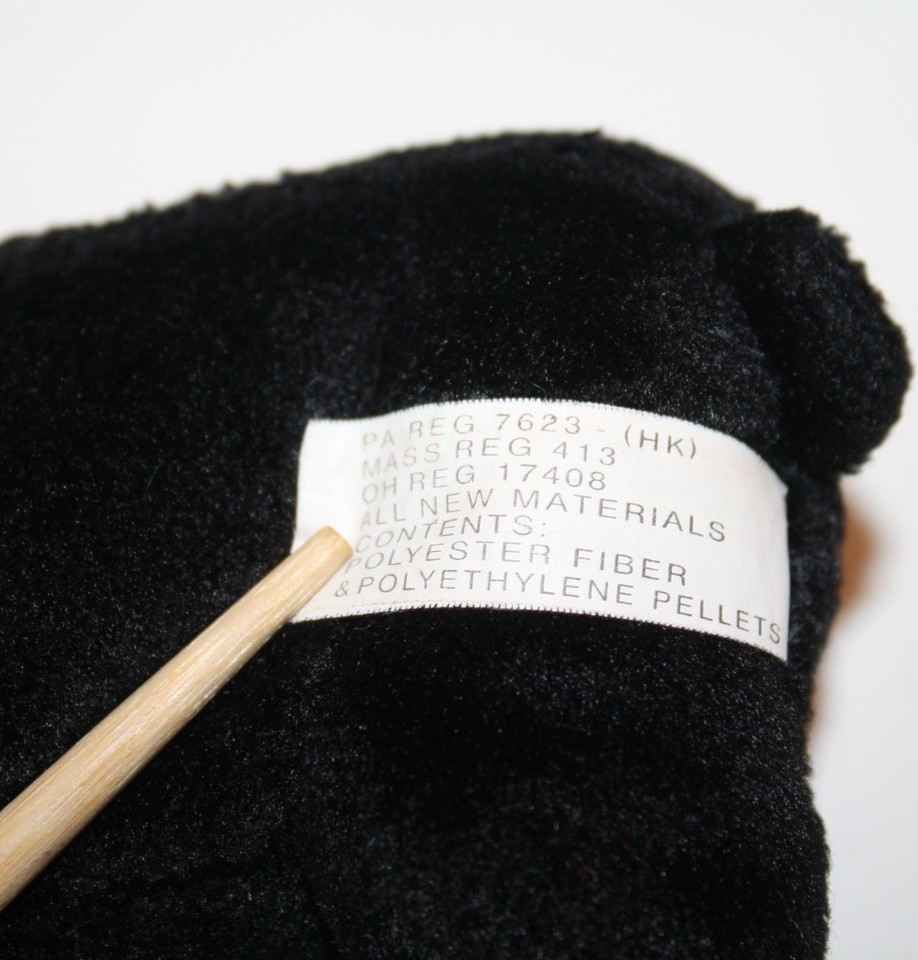 PA REG 7623 - (HK)
MASS REG 413
OH REG 17408
ALL NEW MATERIALS
CONTENTS:
POLYESTER FIBER
& POLYETHYLENE PELLETS